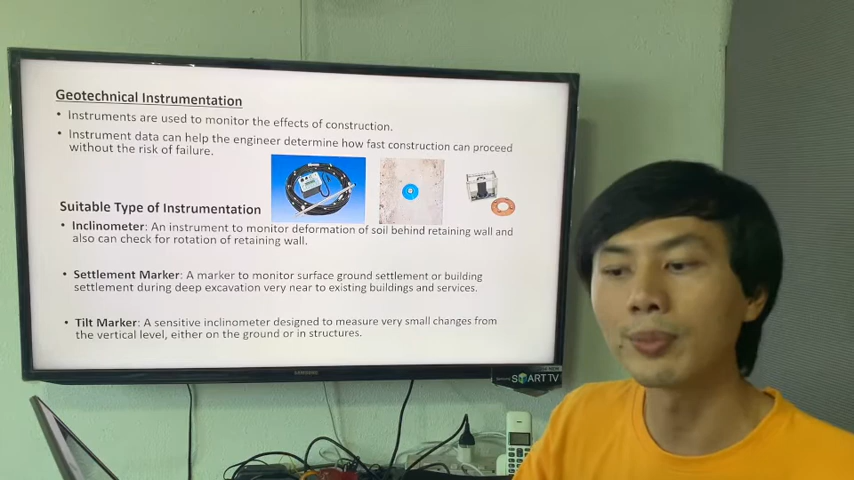 Geotechnical Instrumentation
• Instruments are used to monitor the effects of construction.
• Instrument data can help the engineer determine how fast construction can proceed
without the risk of failure.
Suitable Type of Instrumentation
• Inclinometer: An instrument to monitor deformation of soil behind retaining wall and
also can check for rotation of retaining wall.
• Settlement Marker: A marker to monitor surface ground settlement or building
settlement during deep excavation very near to existing buildings and services.
• Tilt Marker: A sensitive inclinometer designed to measure very small changes from
the vertical level, either on the ground or in structures.
SAMSUNG
SMART TV